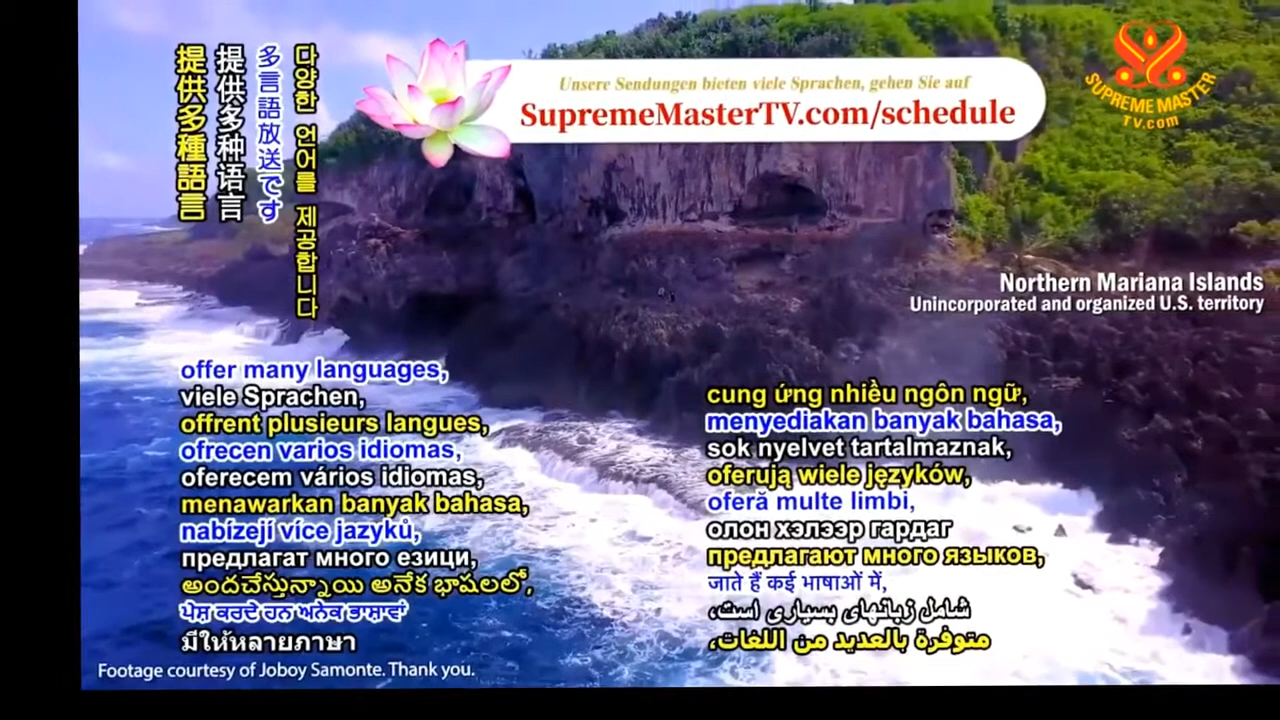 提供多種語言
提供多种语言
多言語放送です
다양한 언어를 제공합니다
Unsere Sendungen bieten viele Sprachen, gehen Sie auf
SupremeMasterTV.com/schedule
SUPREME MASTER
TV.com
Northern Mariana Islands
Unincorporated and organized U.S. territory
offer many languages,
viele Sprachen,
offrent plusieurs langues,
ofrecen varios idiomas,
oferecem vários idiomas,
menawarkan banyak bahasa,
nabízejí více jazyků,
предлагат много езици,
అందచేస్తున్నాయి అనేక భాషలలో,
ਪੇਸ਼ ਕਰਦੇ ਹਨ ਅਨੇਕ ਭਾਸ਼ਾਵਾਂ
มีให้หลายภาษา
cung ứng nhiều ngôn ngữ,
menyediakan banyak bahasa,
sok nyelvet tartalmaznak,
oferują wiele języków,
oferă multe limbi,
олон хэлээр гардаг
предлагают много языков,
जाते हैं कई भाषाओं में,
شامل زبانهای بسیاری است،
متوفرة بالعديد من اللغات،
Footage courtesy of Joboy Samonte. Thank you.